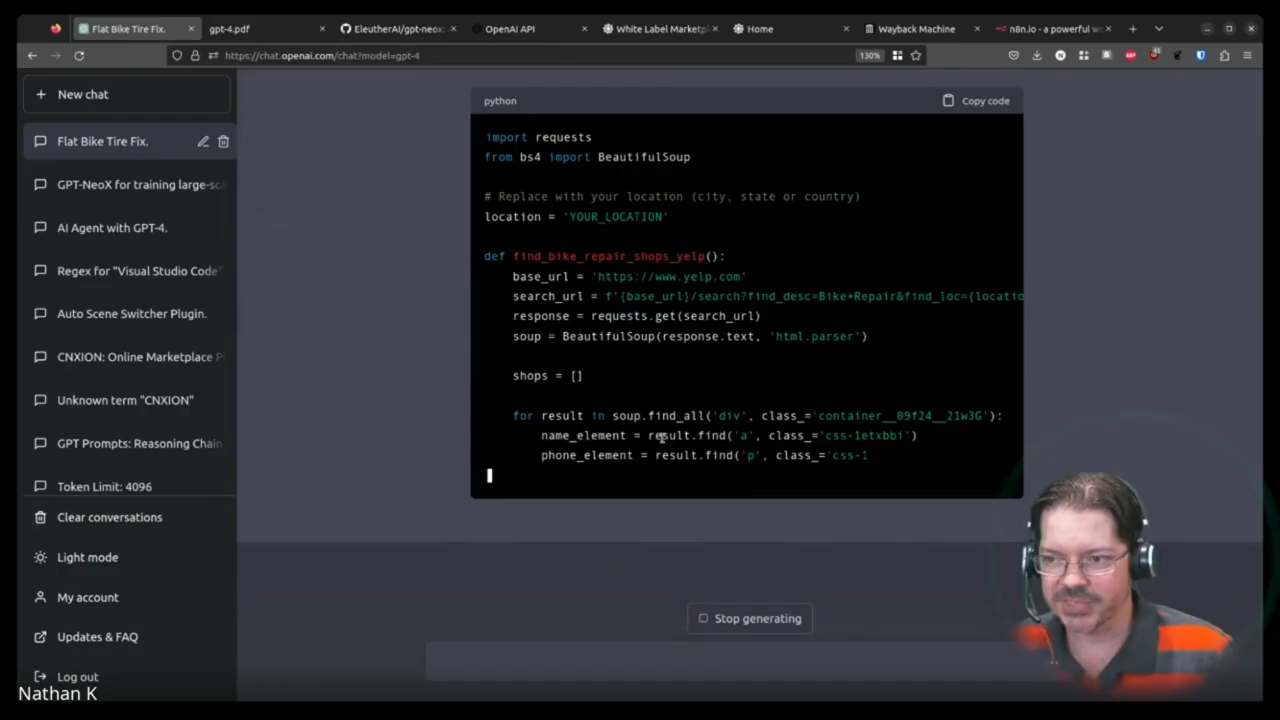 Flat Bike Tire Fix.
gpt-4.pdf
EleutherAI/gpt-neox:
OpenAI API
White Label Marketpl
Home
Wayback Machine
n8n.io - a powerful wo
https://chat.openai.com/chat?model=gpt-4
130%
New chat
Flat Bike Tire Fix.
GPT-NeoX for training large-sca
AI Agent with GPT-4.
Regex for "Visual Studio Code"
Auto Scene Switcher Plugin.
CNXION: Online Marketplace P
Unknown term "CNXION"
GPT Prompts: Reasoning Chain
Token Limit: 4096
Clear conversations
Light mode
My account
Updates & FAQ
Log out
python
Copy code
import requests
from bs4 import BeautifulSoup
# Replace with your location (city, state or country)
location = 'YOUR_LOCATION'
def find_bike_repair_shops_yelp():
base_url = 'https://www.yelp.com'
search_url = f'{base_url}/search?find_desc=Bike+Repair&find_loc={locatio
response = requests.get(search_url)
soup = BeautifulSoup(response.text, 'html.parser')
shops = []
for result in soup.find_all('div', class_='container__09f24__21w3G'):
name_element = result.find('a', class_='css-1etxbbi')
phone_element = result.find('p', class_='css-1
Stop generating
Nathan K